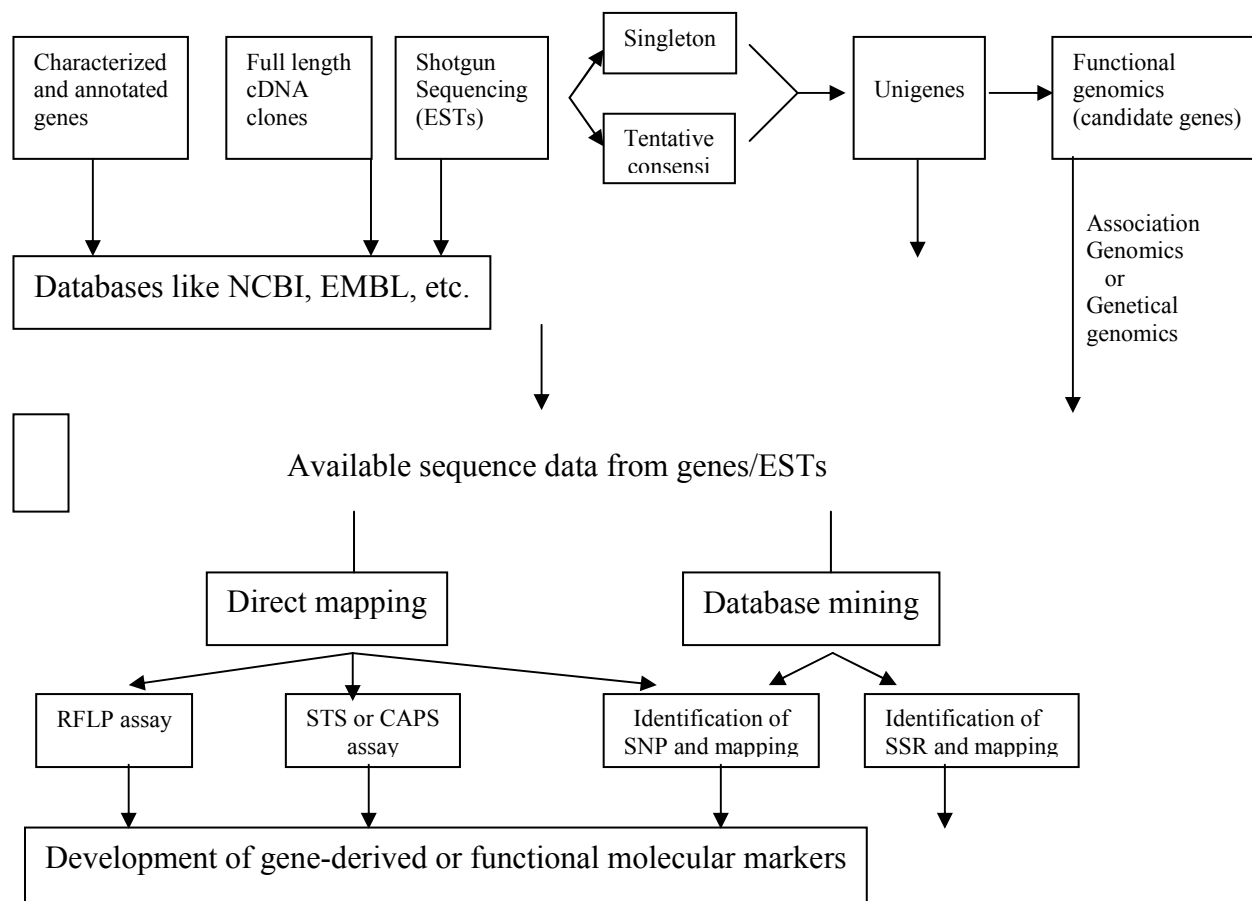 Characterized
and annotated
genes
Full length
cDNA
clones
Shotgun
Sequencing
(ESTs)
Singleton
Tentative
consensi
Unigenes
Functional
genomics
(candidate genes)
Association
Genomics
or
Genetical
genomics
Databases like NCBI, EMBL, etc.
Available sequence data from genes/ESTs
Direct mapping
Database mining
RFLP assay
STS or CAPS
assay
Identification of
SNP and mapping
Identification of
SSR and mapping
Development of gene-derived or functional molecular markers